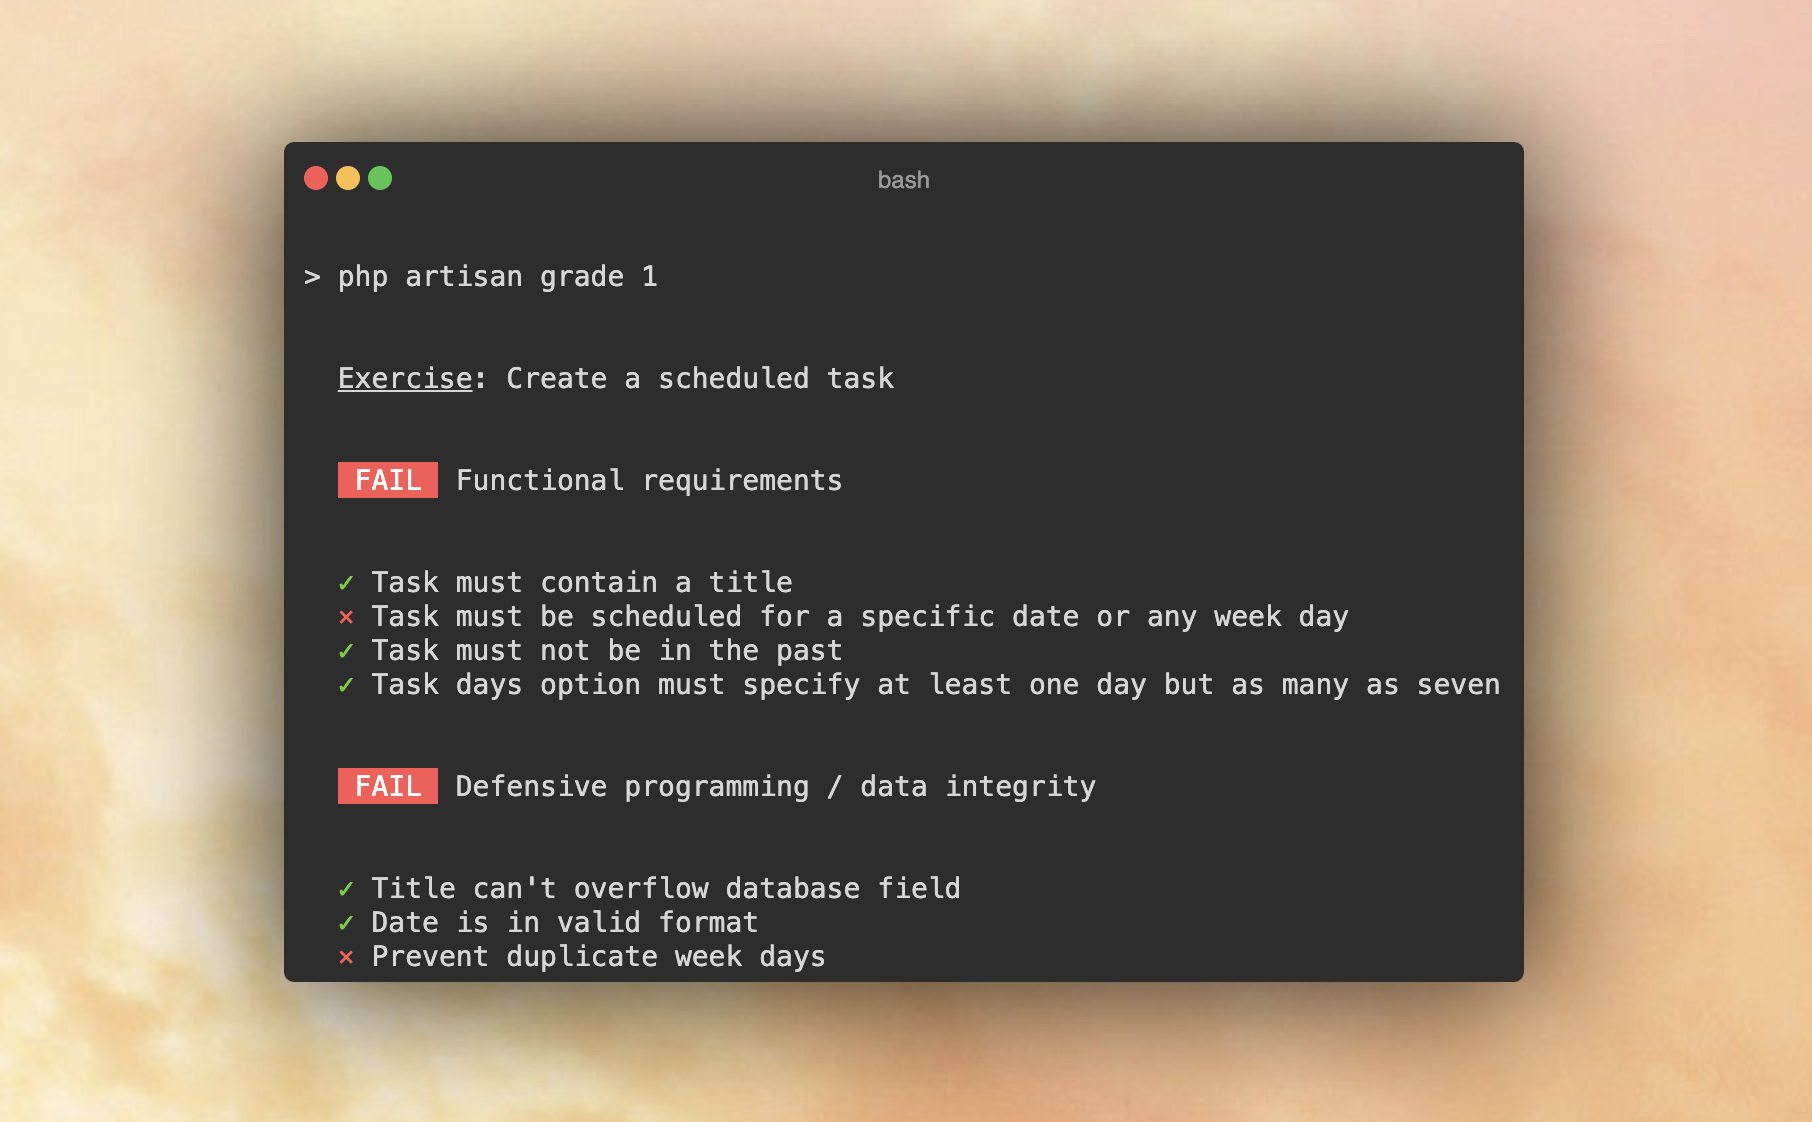 bash
> php artisan grade 1
Exercise: Create a scheduled task
FAIL Functional requirements
✓ Task must contain a title
× Task must be scheduled for a specific date or any week day
✓ Task must not be in the past
✓ Task days option must specify at least one day but as many as seven
FAIL Defensive programming / data integrity
✓ Title can't overflow database field
✓ Date is in valid format
× Prevent duplicate week days